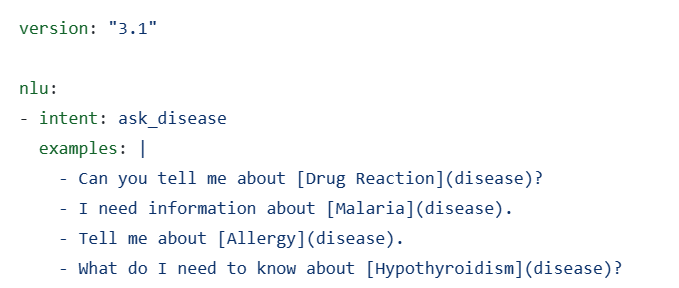 version: "3.1"
nlu:
- intent: ask_disease
examples: |
- Can you tell me about [Drug Reaction](disease)?
- I need information about [Malaria](disease).
- Tell me about [Allergy](disease).
- What do I need to know about [Hypothyroidism](disease)?